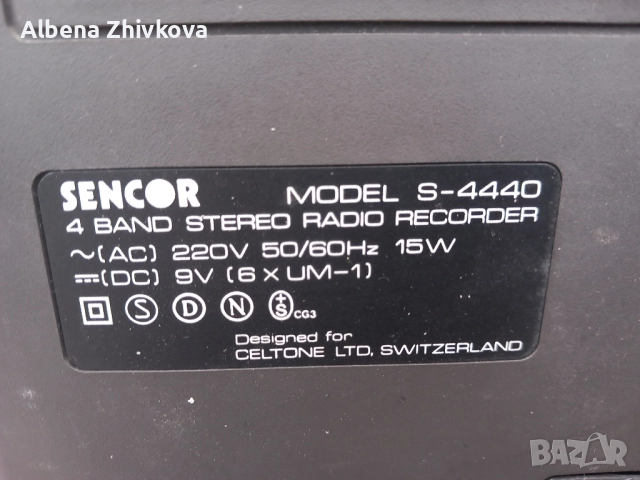 Albena Zhivkova
SENCOR MODEL S-4440
4 BAND STEREO RADIO RECORDER
~(AC) 220V 50/60Hz 15W
⎓(DC) 9V (6 x UM-1)
S D N +S CG3
Designed for
CELTONE LTD, SWITZERLAND
BAZAR